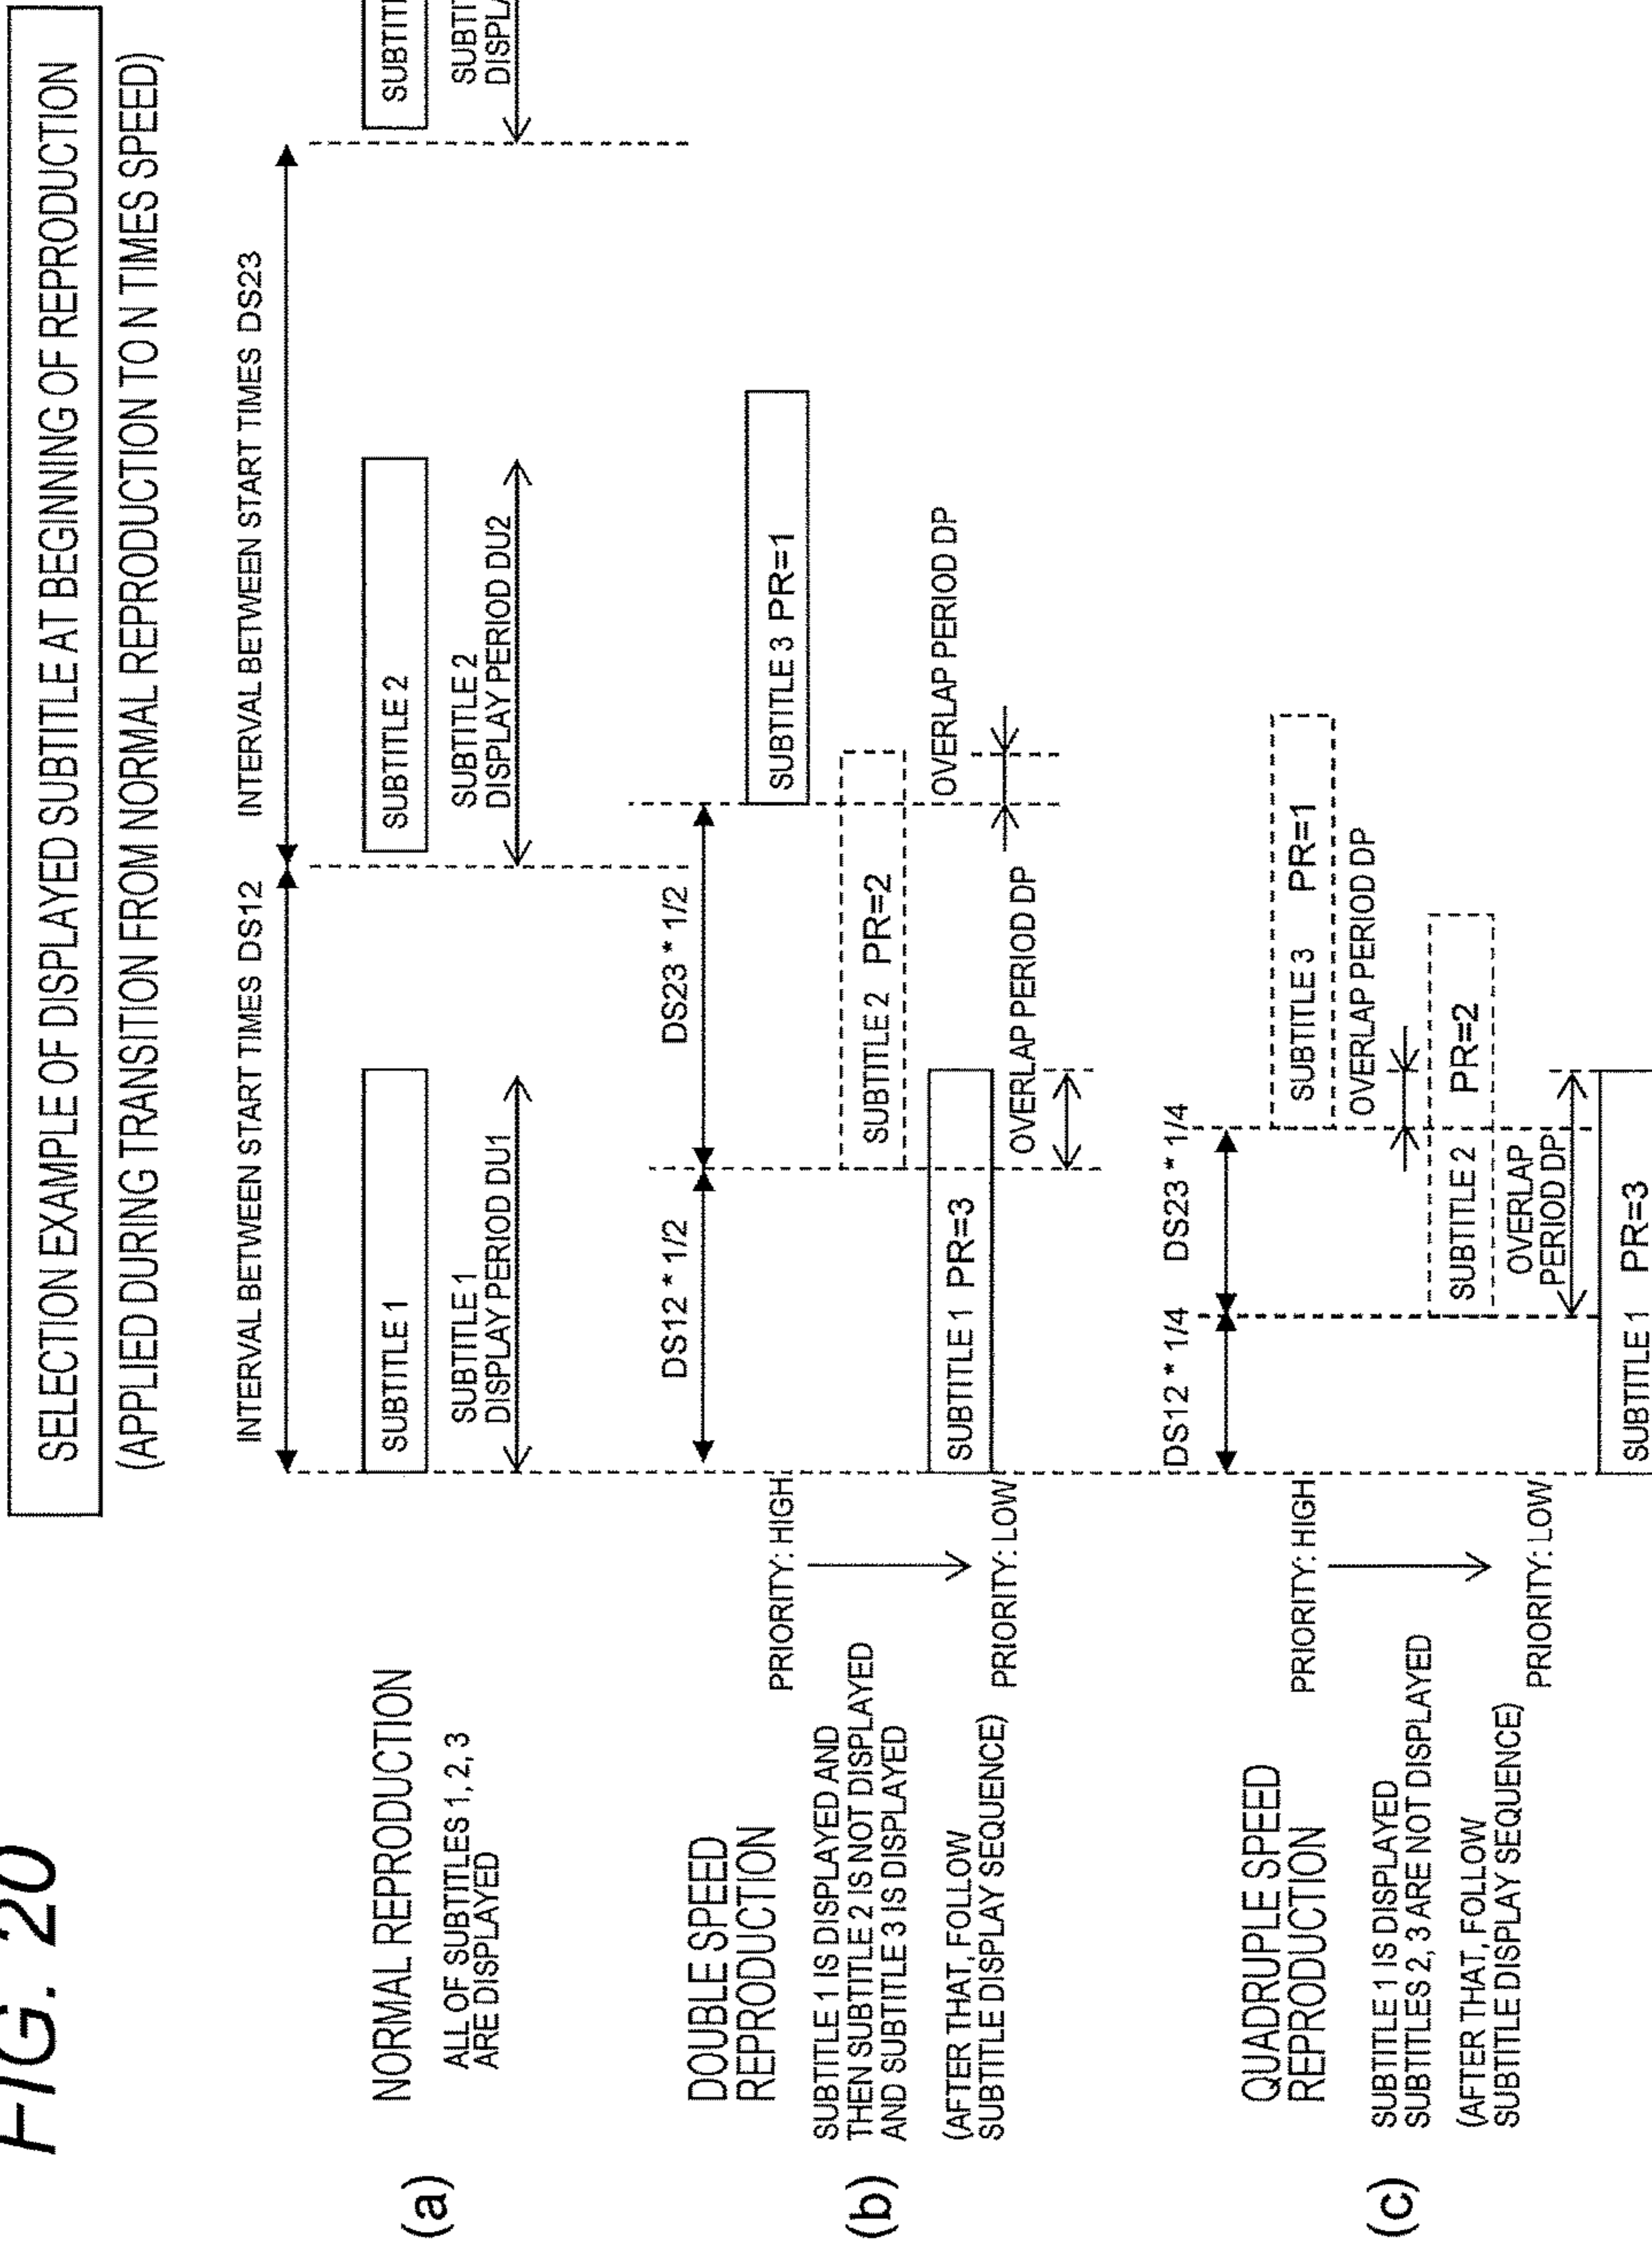 FIG. 20
SELECTION EXAMPLE OF DISPLAYED SUBTITLE AT BEGINNING OF REPRODUCTION
(APPLIED DURING TRANSITION FROM NORMAL REPRODUCTION TO N TIMES SPEED)
INTERVAL BETWEEN START TIMES DS12
INTERVAL BETWEEN START TIMES DS23
(a)
NORMAL REPRODUCTION
ALL OF SUBTITLES 1, 2, 3
ARE DISPLAYED
SUBTITLE 1
SUBTITLE 1
DISPLAY PERIOD DU1
SUBTITLE 2
SUBTITLE 2
DISPLAY PERIOD DU2
(b)
DOUBLE SPEED
REPRODUCTION
SUBTITLE 1 IS DISPLAYED AND
THEN SUBTITLE 2 IS NOT DISPLAYED
AND SUBTITLE 3 IS DISPLAYED
(AFTER THAT, FOLLOW
SUBTITLE DISPLAY SEQUENCE)
PRIORITY: HIGH
PRIORITY: LOW
DS12 * 1/2
DS23 * 1/2
SUBTITLE 3 PR=1
SUBTITLE 2 PR=2
OVERLAP PERIOD DP
SUBTITLE 1 PR=3
OVERLAP PERIOD DP
(c)
QUADRUPLE SPEED
REPRODUCTION
SUBTITLE 1 IS DISPLAYED
SUBTITLES 2, 3 ARE NOT DISPLAYED
(AFTER THAT, FOLLOW
SUBTITLE DISPLAY SEQUENCE)
PRIORITY: HIGH
PRIORITY: LOW
DS12 * 1/4
DS23 * 1/4
SUBTITLE 3 PR=1
OVERLAP PERIOD DP
SUBTITLE 2 PR=2
OVERLAP
PERIOD DP
SUBTITLE 1 PR=3